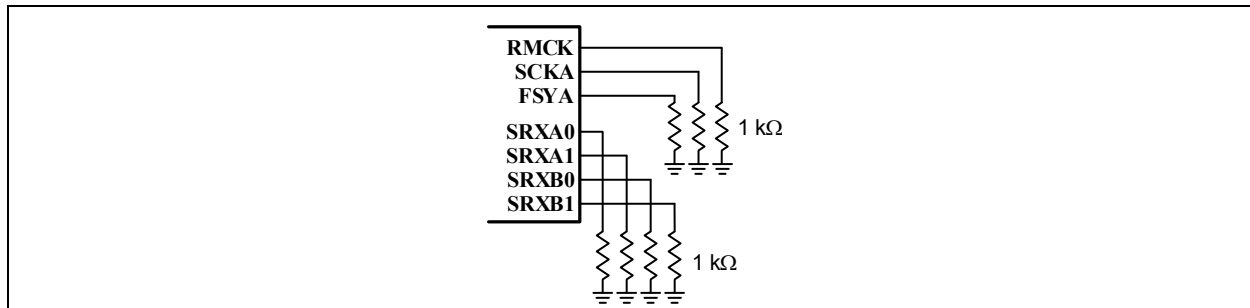 RMCK
SCKA
FSYA
1 kΩ
SRXA0
SRXA1
SRXB0
SRXB1
1 kΩ